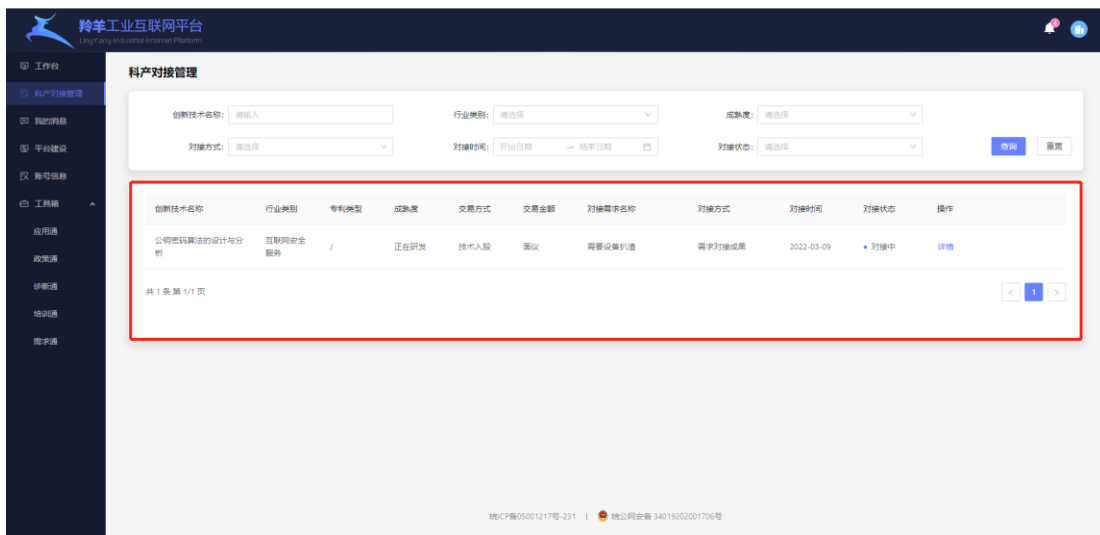 羚羊工业互联网平台
LingYang Industrial Internet Platform
4
工作台
科产对接管理
我的消息
平台建设
账号信息
工具箱
应用通
政策通
诊断通
培训通
需求通
科产对接管理
创新技术名称: 请输入 行业类别: 请选择 成熟度: 请选择
对接方式: 请选择 对接时间: 开始日期 → 结束日期 对接状态: 请选择 查询 重置
创新技术名称 行业类别 专利类型 成熟度 交易方式 交易金额 对接需求名称 对接方式 对接时间 对接状态 操作
公钥密码算法的设计与分析 互联网安全服务 / 正在研发 技术入股 面议 需要设备扒渣 需求对接成果 2022-03-09 对接中 详情
共 1 条 第 1/1 页 < 1 >
皖ICP备05001217号-231 | 皖公网安备 34019202001706号